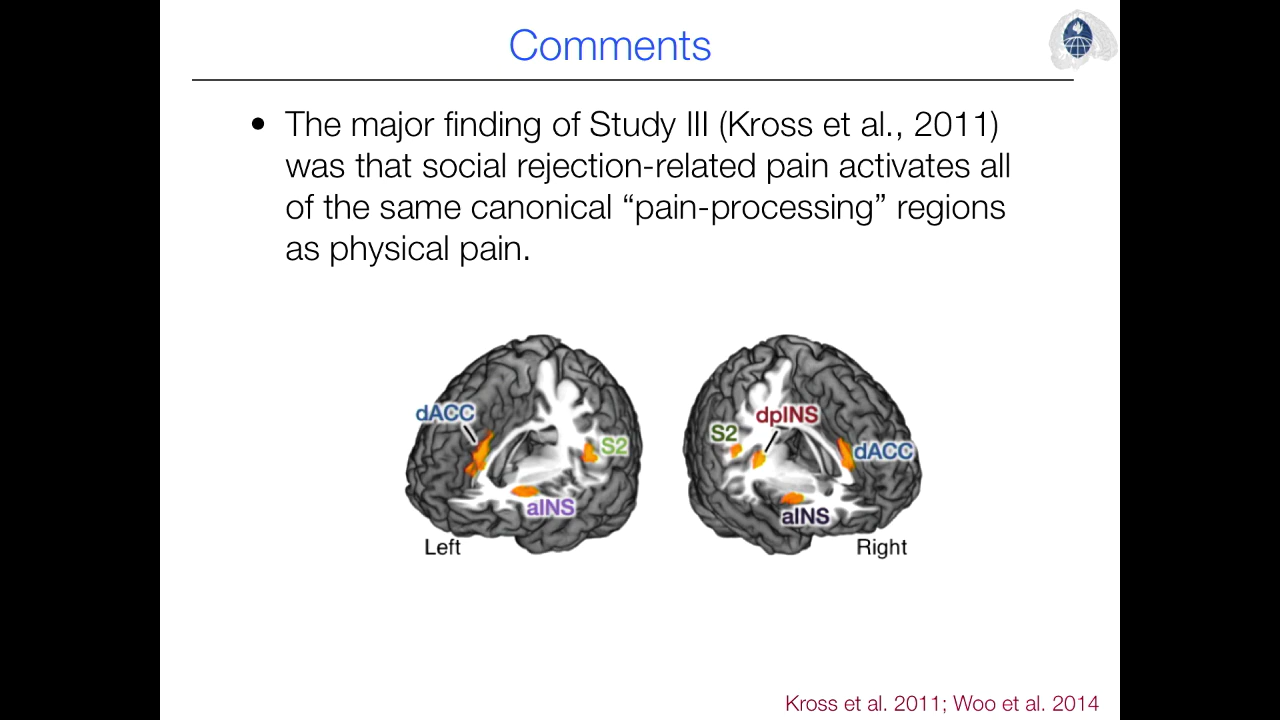 Comments
• The major finding of Study III (Kross et al., 2011)
was that social rejection-related pain activates all
of the same canonical “pain-processing” regions
as physical pain.
dACC
S2
aINS
Left
S2
dpINS
dACC
aINS
Right
Kross et al. 2011; Woo et al. 2014